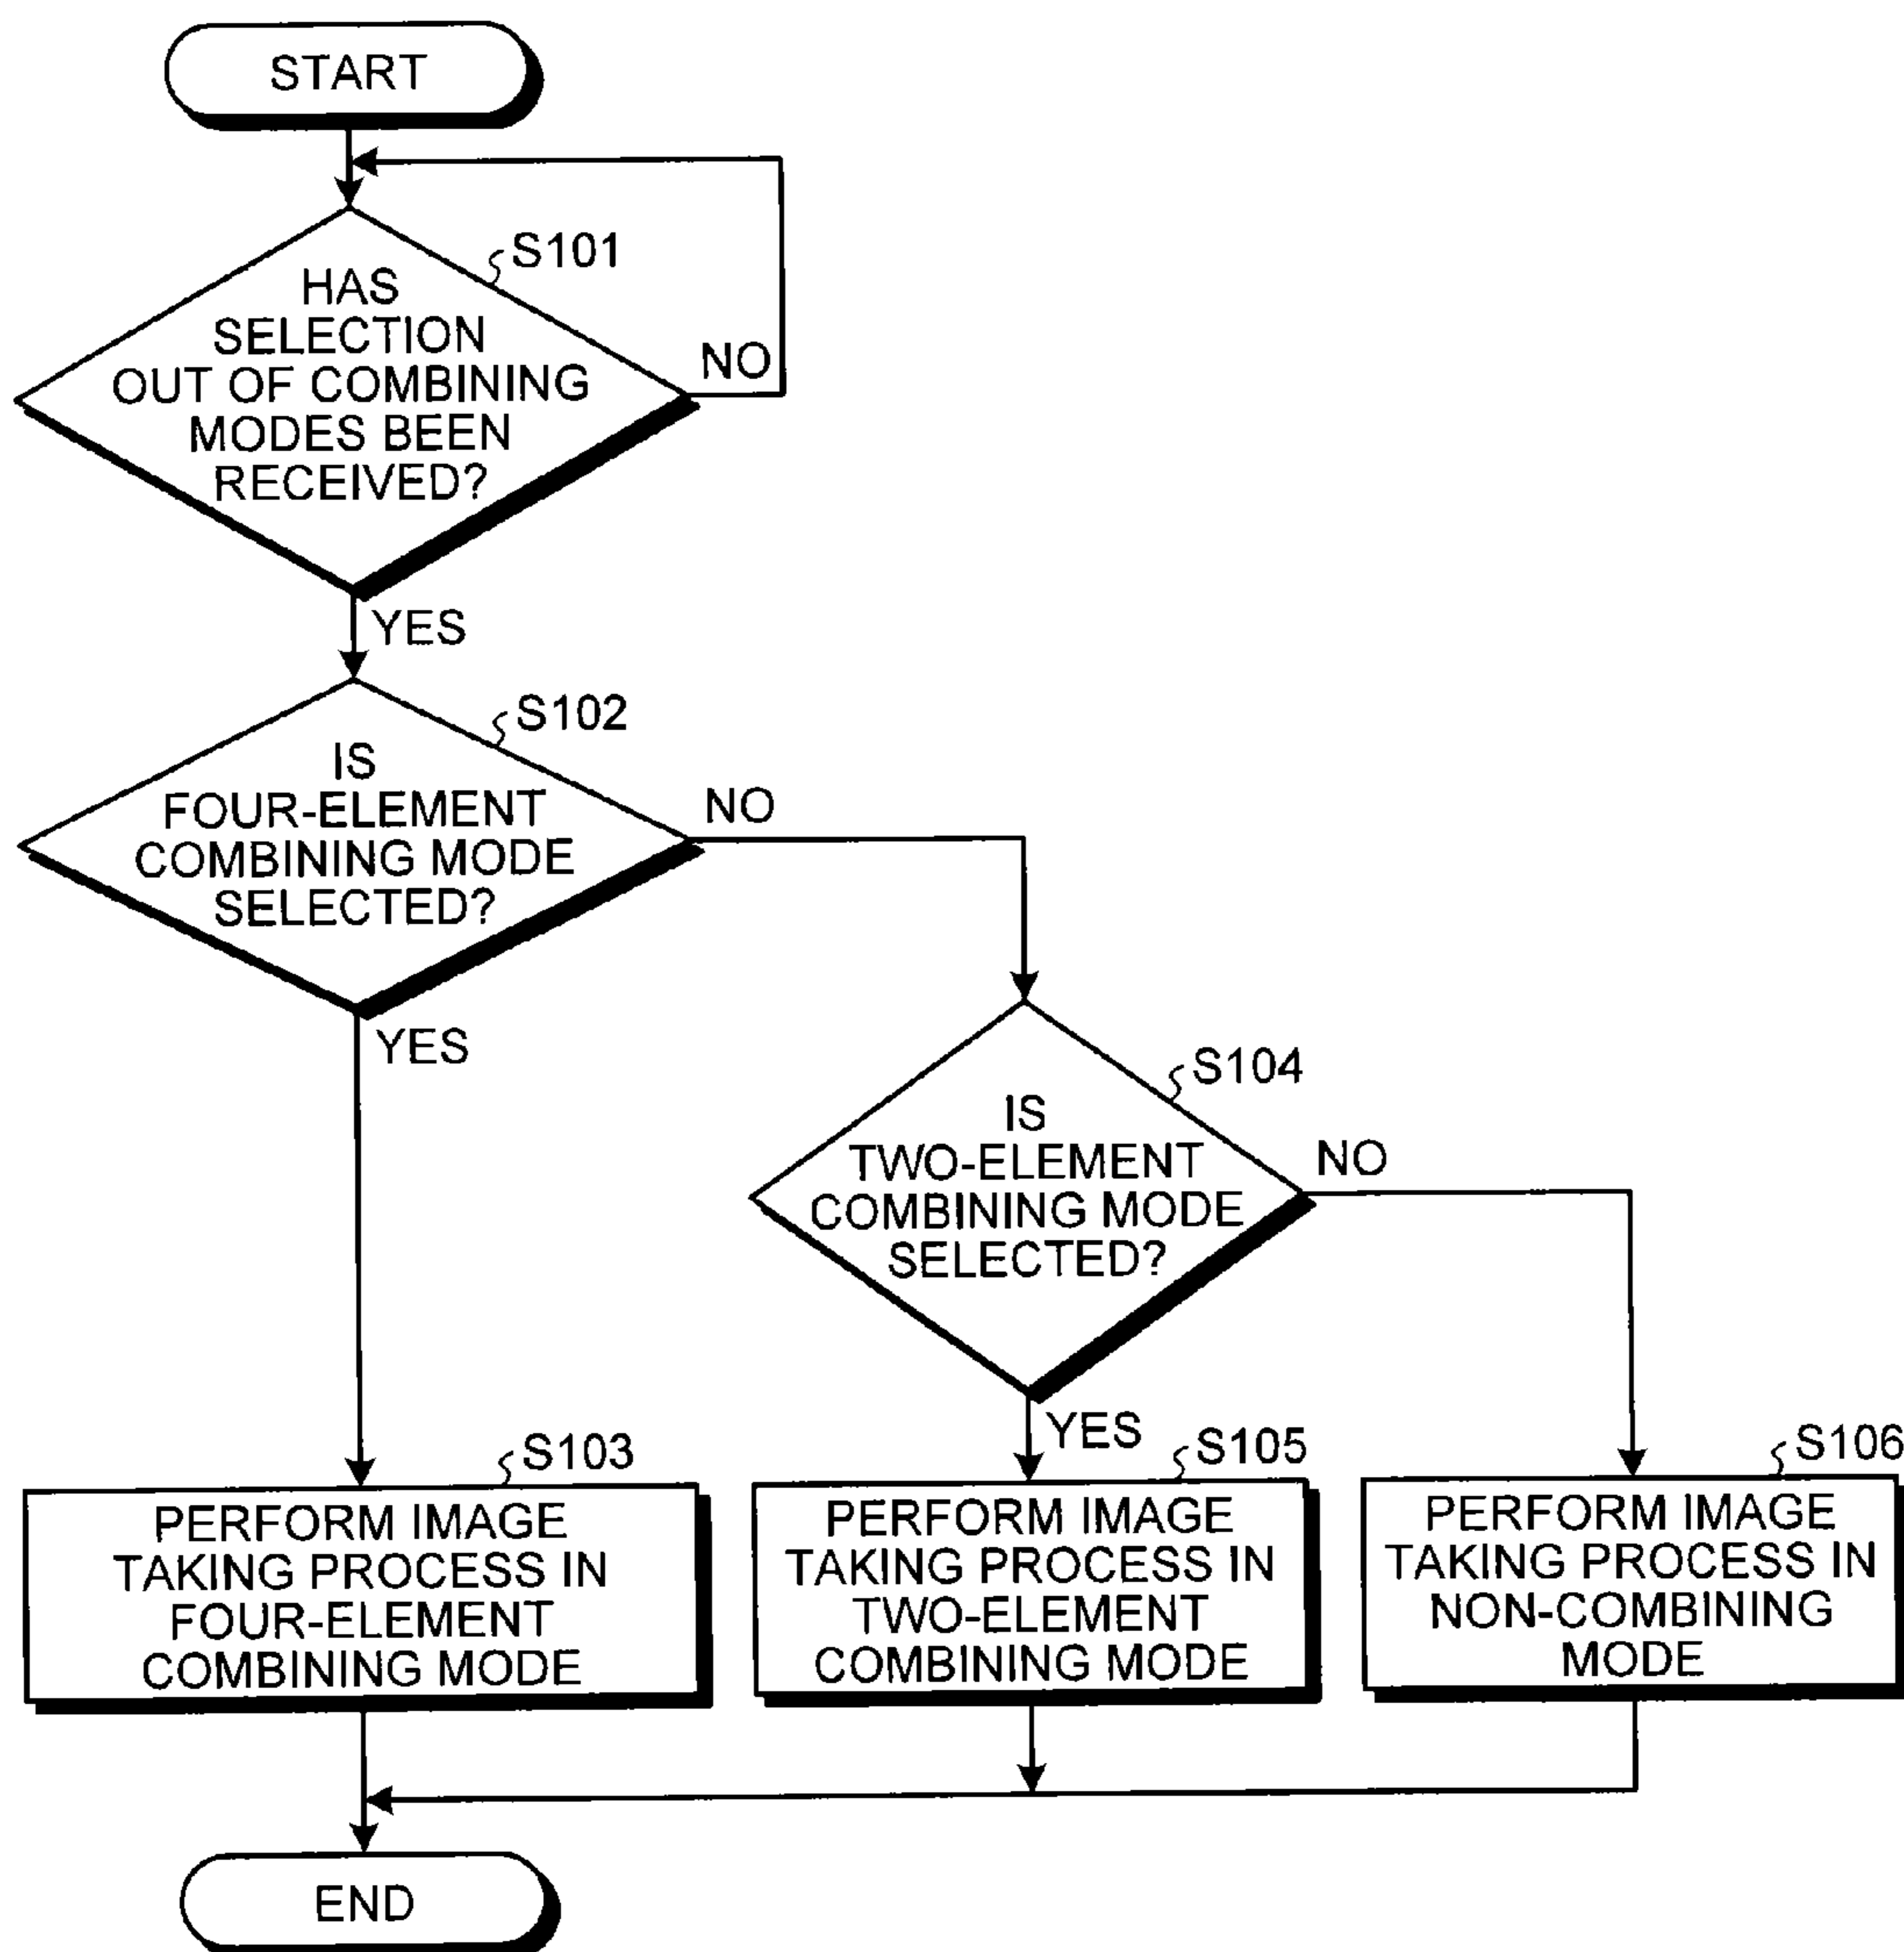 START
S101
HAS
SELECTION
OUT OF COMBINING
MODES BEEN
RECEIVED?
NO
YES
S102
IS
FOUR-ELEMENT
COMBINING MODE
SELECTED?
NO
YES
S104
IS
TWO-ELEMENT
COMBINING MODE
SELECTED?
NO
YES
S103
PERFORM IMAGE
TAKING PROCESS IN
FOUR-ELEMENT
COMBINING MODE
S105
PERFORM IMAGE
TAKING PROCESS IN
TWO-ELEMENT
COMBINING MODE
S106
PERFORM IMAGE
TAKING PROCESS IN
NON-COMBINING
MODE
END